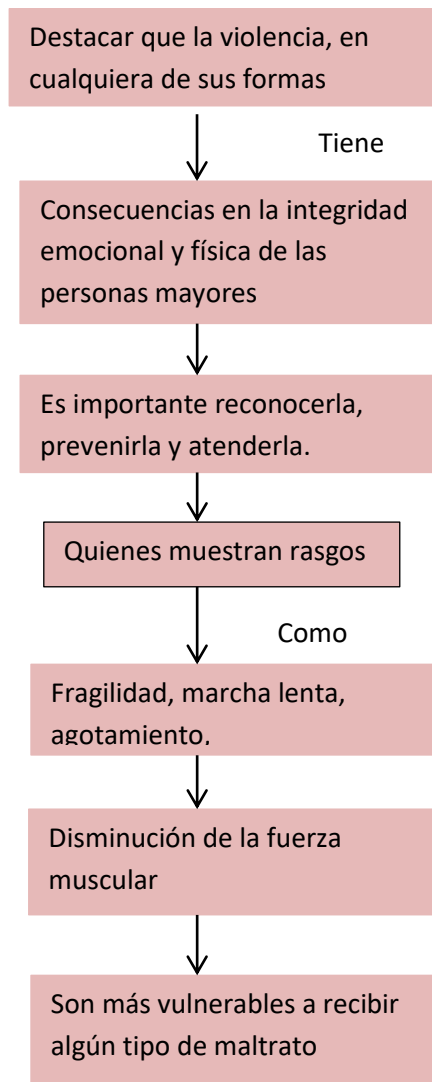 Destacar que la violencia, en
cualquiera de sus formas
Tiene
Consecuencias en la integridad
emocional y física de las
personas mayores
Es importante reconocerla,
prevenirla y atenderla.
Quienes muestran rasgos
Como
Fragilidad, marcha lenta,
agotamiento,
Disminución de la fuerza
muscular
Son más vulnerables a recibir
algún tipo de maltrato